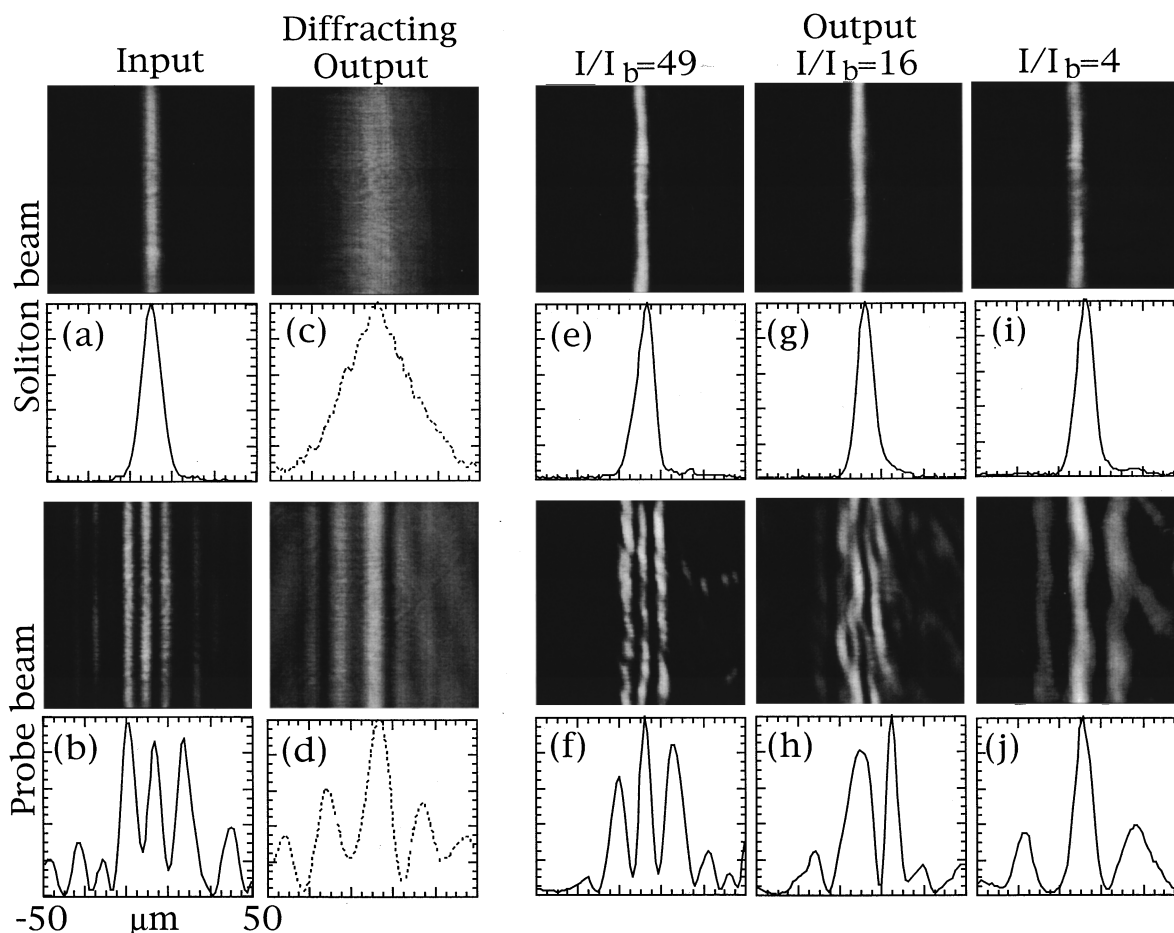 Input
Diffracting
Output
Output
I/I b=49
I/I b=16
I/I b=4
Soliton beam
(a)
(c)
(e)
(g)
(i)
Probe beam
(b)
(d)
(f)
(h)
(j)
-50 μm 50